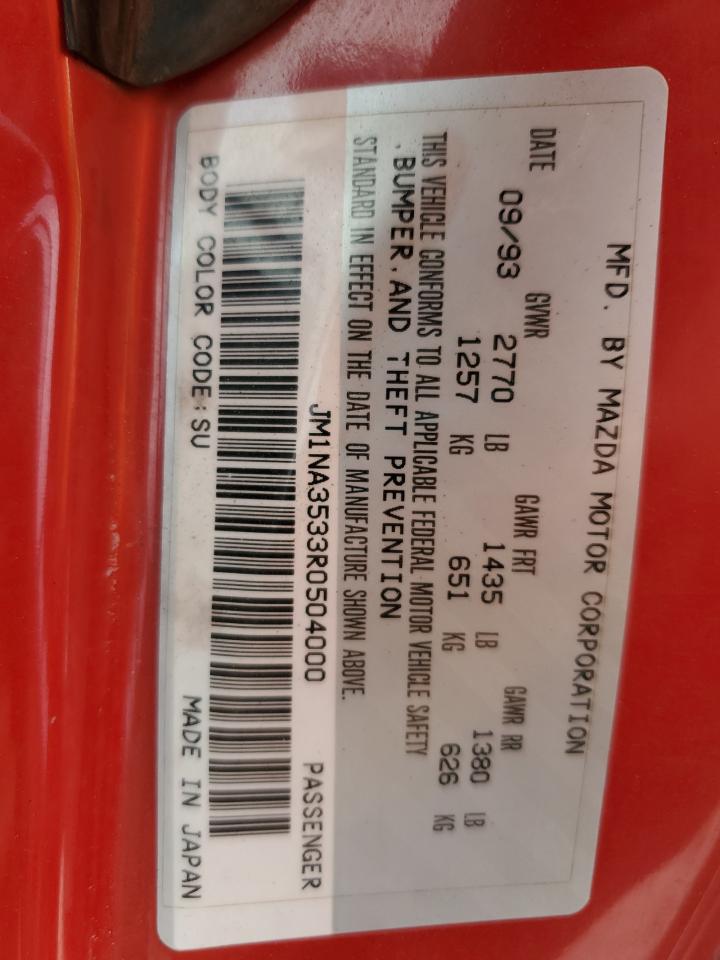 MFD. BY MAZDA MOTOR CORPORATION
DATE GVWR GAWR FRT GAWR RR
09/93 2770 LB 1435 LB 1380 LB
1257 KG 651 KG 626 KG
THIS VEHICLE CONFORMS TO ALL APPLICABLE FEDERAL MOTOR VEHICLE SAFETY
, BUMPER, AND THEFT PREVENTION
STANDARD IN EFFECT ON THE DATE OF MANUFACTURE SHOWN ABOVE.
JM1NA3533R0504000 PASSENGER
BODY COLOR CODE:SU MADE IN JAPAN